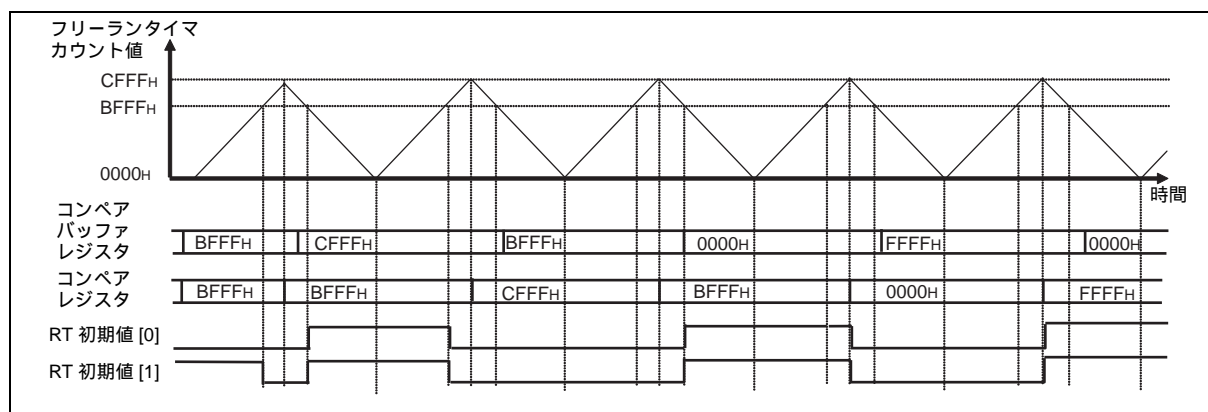 フリーランタイマ
カウント値
CFFFH
BFFFH
0000H
時間
コンペア
バッファ
レジスタ
BFFFH
CFFFH
BFFFH
0000H
FFFFH
0000H
コンペア
レジスタ
BFFFH
BFFFH
CFFFH
BFFFH
0000H
FFFFH
RT 初期値 [0]
RT 初期値 [1]